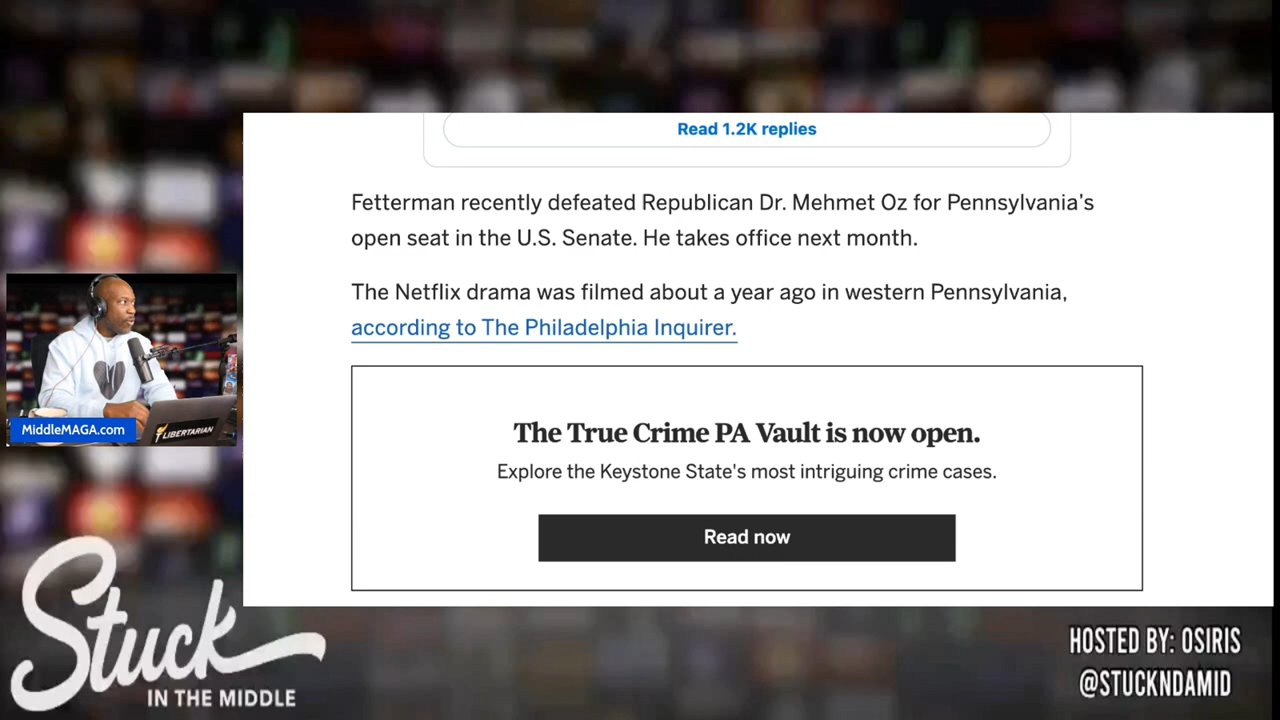 Read 1.2K replies
Fetterman recently defeated Republican Dr. Mehmet Oz for Pennsylvania's
open seat in the U.S. Senate. He takes office next month.
The Netflix drama was filmed about a year ago in western Pennsylvania,
according to The Philadelphia Inquirer.
The True Crime PA Vault is now open.
Explore the Keystone State's most intriguing crime cases.
Read now
MiddleMAGA.com
LIBERTARIAN
Stuck
IN THE MIDDLE
HOSTED BY: OSIRIS
@STUCKNDAMID